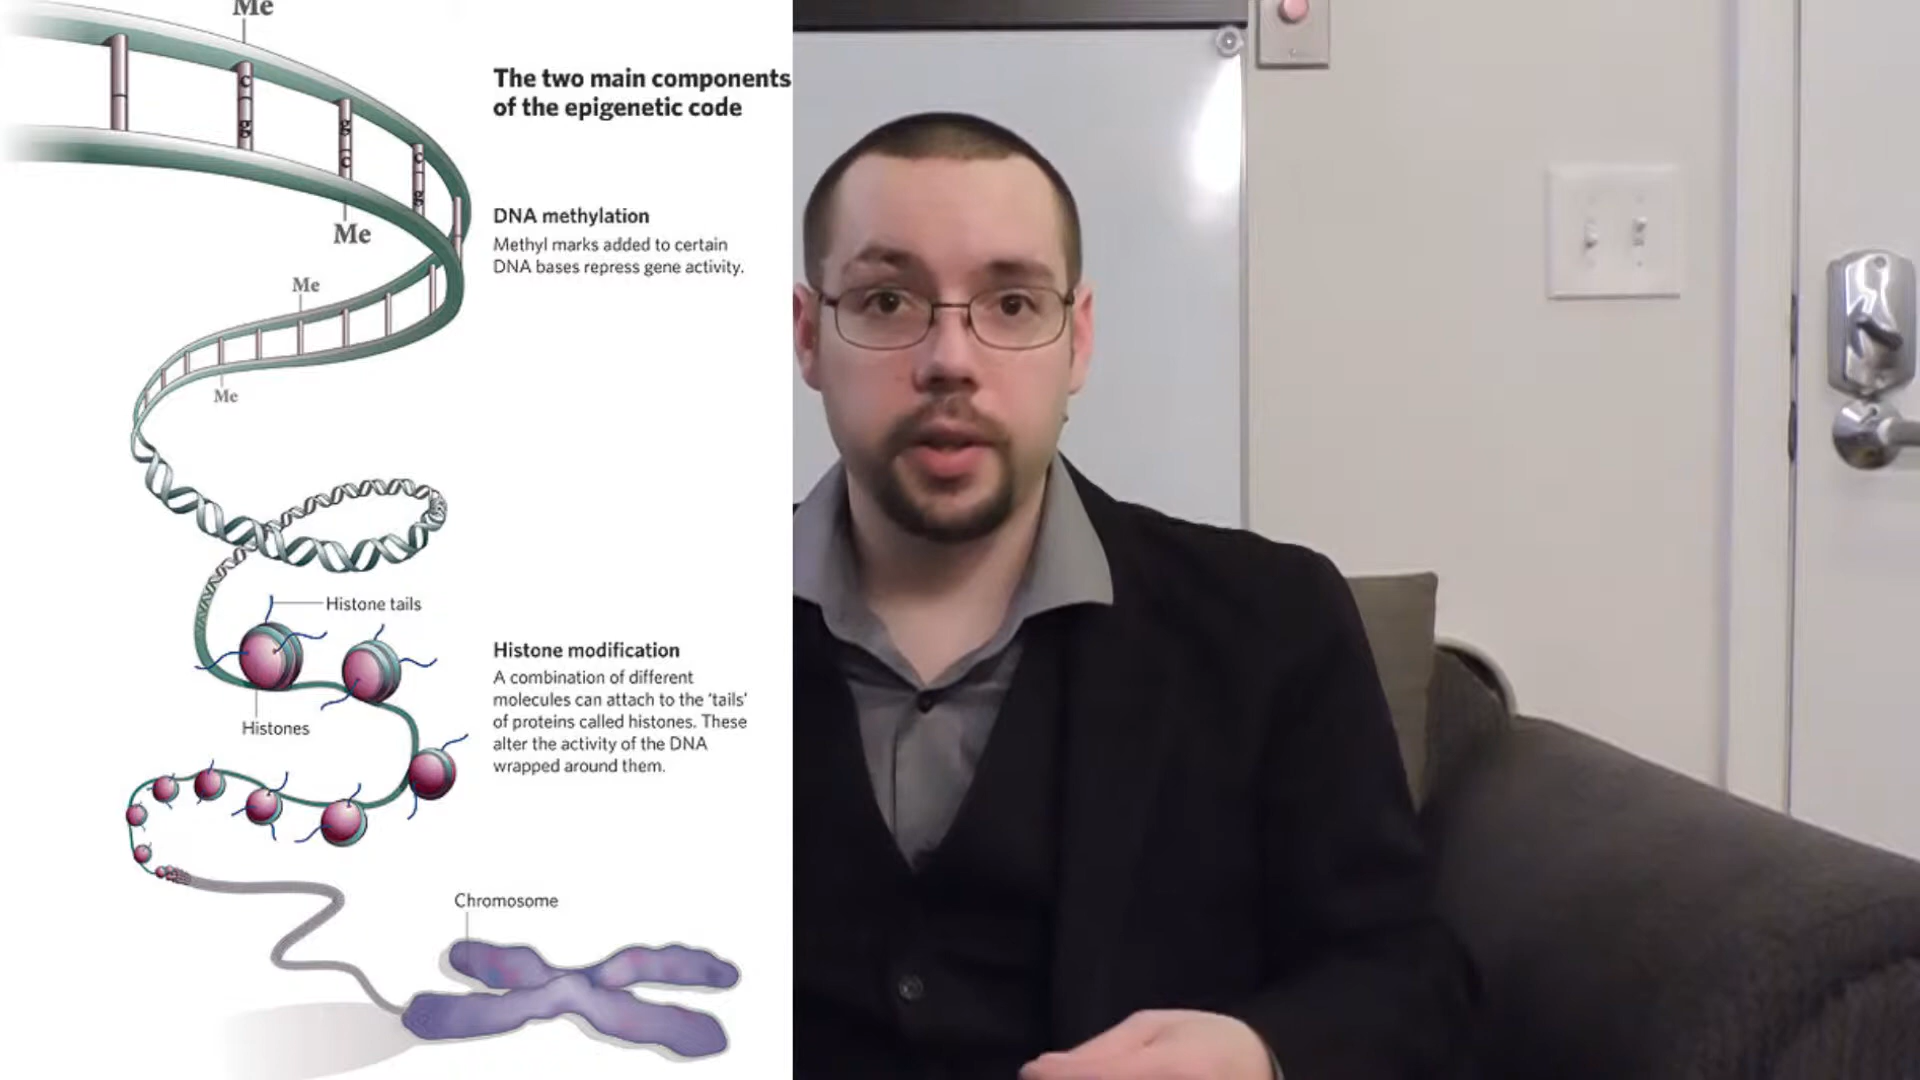 Me
The two main components
of the epigenetic code
c
g
g
c
c
g
DNA methylation
Methyl marks added to certain
DNA bases repress gene activity.
Me
Me
Me
Histone tails
Histone modification
A combination of different
molecules can attach to the 'tails'
of proteins called histones. These
alter the activity of the DNA
wrapped around them.
Histones
Chromosome